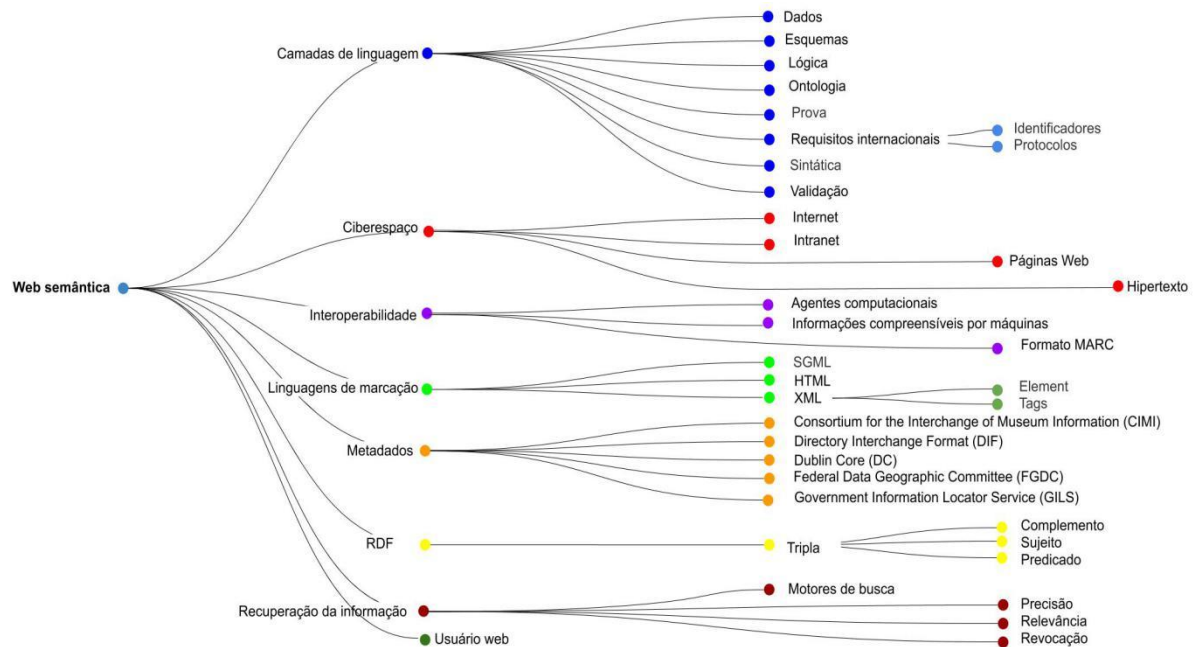 Web semântica
Camadas de linguagem
Dados
Esquemas
Lógica
Ontologia
Prova
Requisitos internacionais
Identificadores
Protocolos
Sintática
Validação
Ciberespaço
Internet
Intranet
Páginas Web
Hipertexto
Interoperabilidade
Agentes computacionais
Informações compreensíveis por máquinas
Formato MARC
Linguagens de marcação
SGML
HTML
XML
Element
Tags
Metadados
Consortium for the Interchange of Museum Information (CIMI)
Directory Interchange Format (DIF)
Dublin Core (DC)
Federal Data Geographic Committee (FGDC)
Government Information Locator Service (GILS)
RDF
Tripla
Complemento
Sujeito
Predicado
Recuperação da informação
Motores de busca
Precisão
Relevância
Revocação
Usuário web